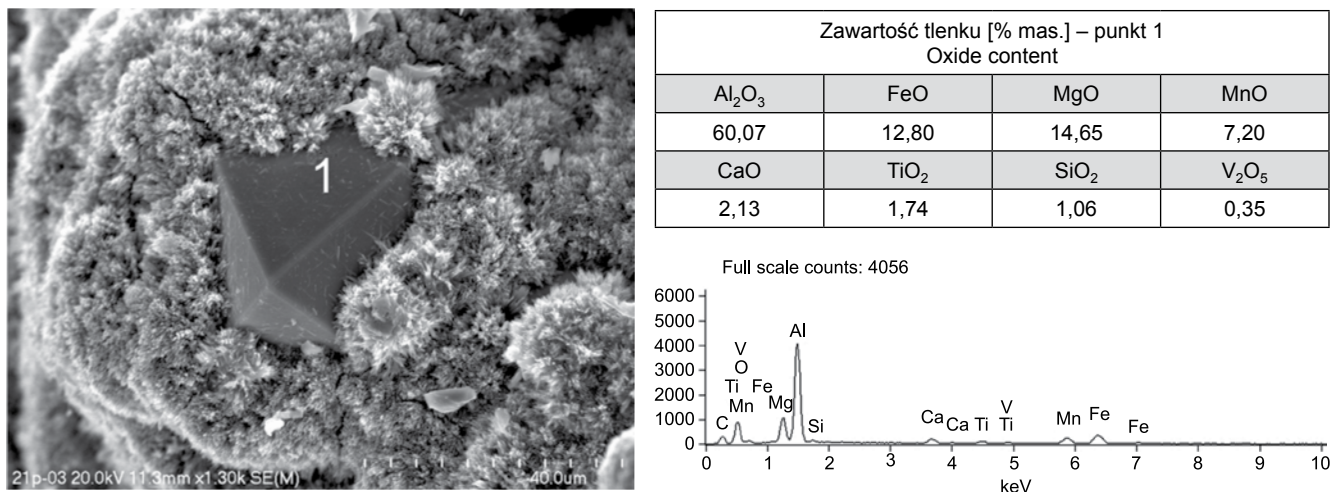 1
21p-03 20.0kV 11.3mm x1.30k SE(M)
40.0um
Zawartość tlenku [% mas.] – punkt 1
Oxide content
Al₂O₃ FeO MgO MnO
60,07 12,80 14,65 7,20
CaO TiO₂ SiO₂ V₂O₅
2,13 1,74 1,06 0,35
Full scale counts: 4056
6000
5000
4000
3000
2000
1000
0
C
Ti
Mn
V
O
Fe
Mg
Al
Si
Ca
Ca
Ti
V
Ti
Mn
Fe
Fe
0 1 2 3 4 5 6 7 8 9 10
keV